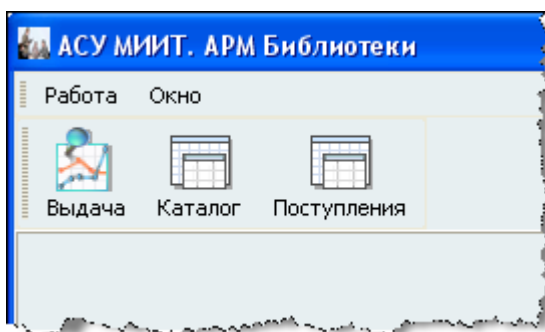 АСУ МИИТ. АРМ Библиотеки
Работа Окно
Выдача Каталог Поступления